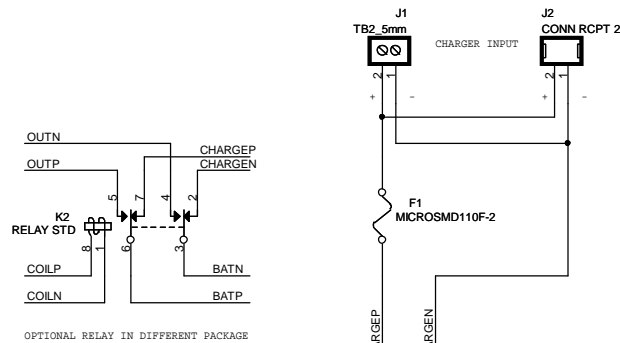 J1
TB2_5mm
J2
CONN RCPT 2
CHARGER INPUT
2
1
2
1
+
-
+
-
OUTN
CHARGEP
OUTP
CHARGEN
5
7
4
2
K2
RELAY STD
F1
MICROSMD110F-2
8
1
6
3
COILP
BATN
COILN
BATP
OPTIONAL RELAY IN DIFFERENT PACKAGE